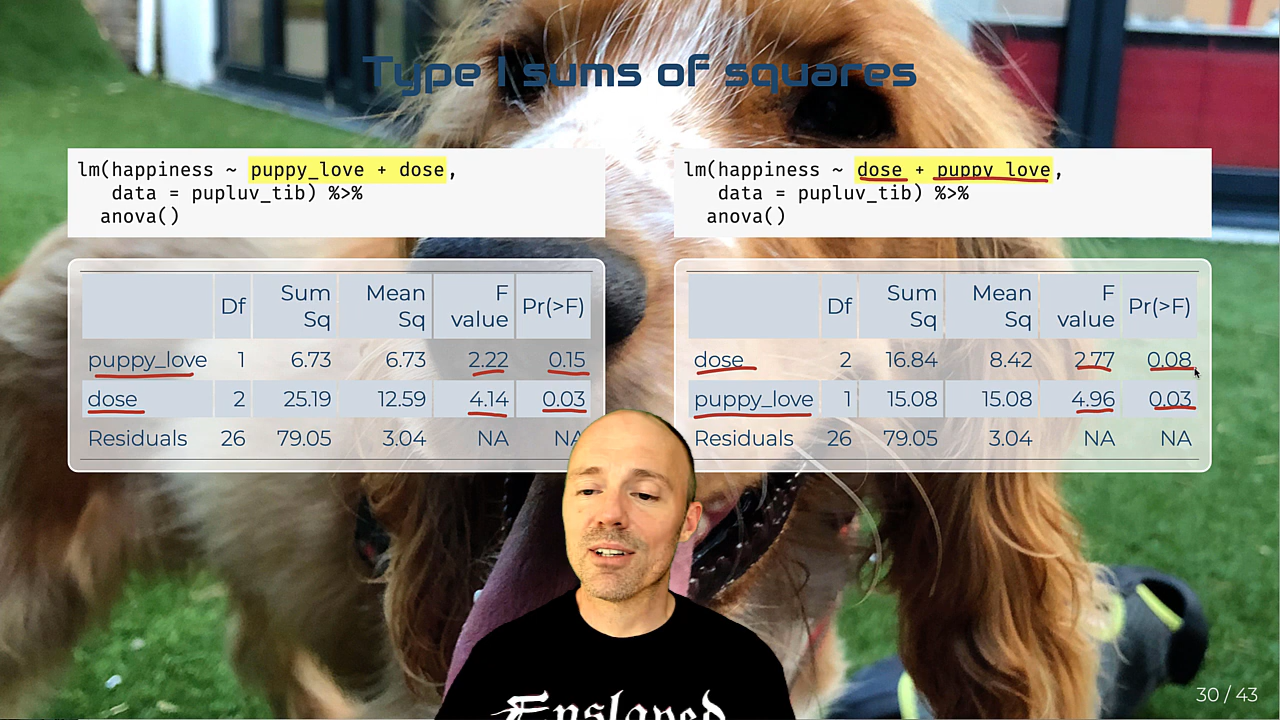 Type I sums of squares
lm(happiness ~ puppy_love + dose,
data = pupluv_tib) %>%
anova()
Df Sum Sq Mean Sq F value Pr(>F)
puppy_love 1 6.73 6.73 2.22 0.15
dose 2 25.19 12.59 4.14 0.03
Residuals 26 79.05 3.04 NA NA
lm(happiness ~ dose + puppy_love,
data = pupluv_tib) %>%
anova()
Df Sum Sq Mean Sq F value Pr(>F)
dose 2 16.84 8.42 2.77 0.08
puppy_love 1 15.08 15.08 4.96 0.03
Residuals 26 79.05 3.04 NA NA
Enslaved
30 / 43